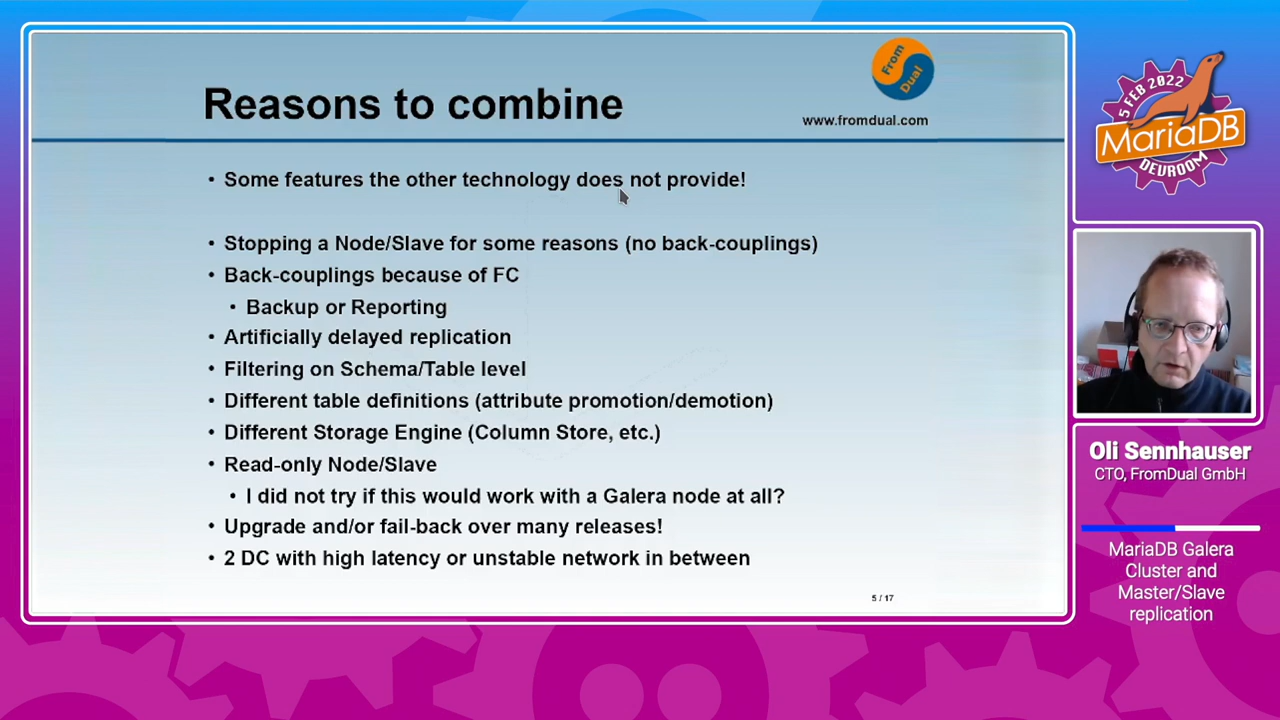 Reasons to combine
From
Dual
www.fromdual.com
• Some features the other technology does not provide!
• Stopping a Node/Slave for some reasons (no back-couplings)
• Back-couplings because of FC
• Backup or Reporting
• Artificially delayed replication
• Filtering on Schema/Table level
• Different table definitions (attribute promotion/demotion)
• Different Storage Engine (Column Store, etc.)
• Read-only Node/Slave
• I did not try if this would work with a Galera node at all?
• Upgrade and/or fail-back over many releases!
• 2 DC with high latency or unstable network in between
5 / 17
5 FEB 2022
MariaDB
DEVROOM
Oli Sennhauser
CTO, FromDual GmbH
MariaDB Galera
Cluster and
Master/Slave
replication